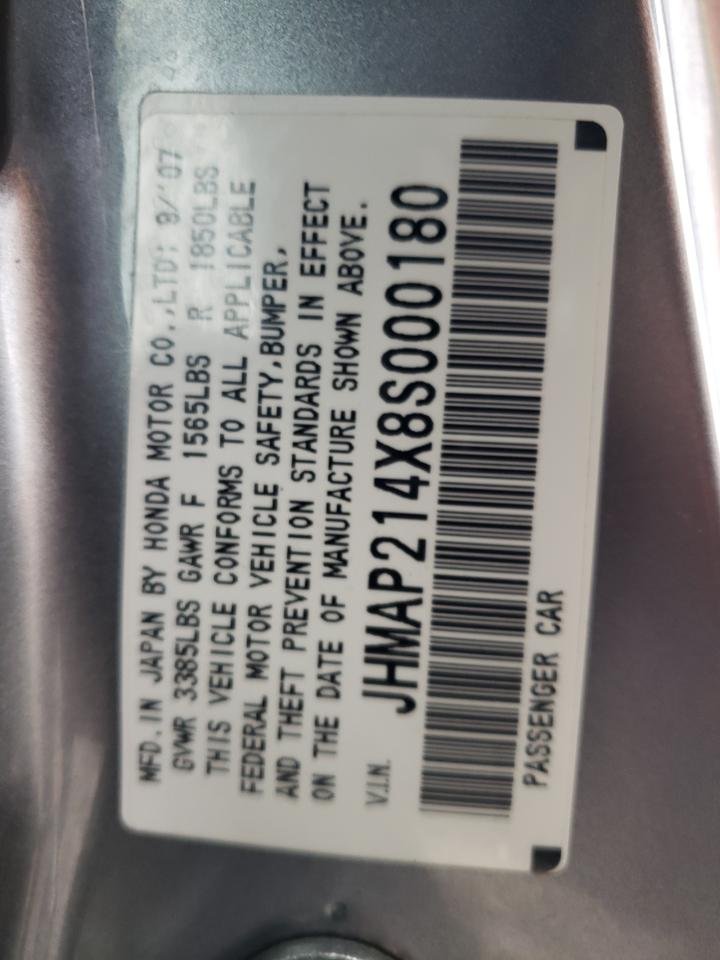 MFD.IN JAPAN BY HONDA MOTOR CO.,LTD: 9/'07
GVWR 3385LBS GAWR F 1565LBS R 1850LBS
THIS VEHICLE CONFORMS TO ALL APPLICABLE
FEDERAL MOTOR VEHICLE SAFETY,BUMPER,
AND THEFT PREVENTION STANDARDS IN EFFECT
ON THE DATE OF MANUFACTURE SHOWN ABOVE.
V.I.N. JHMAP214X8S000180
PASSENGER CAR